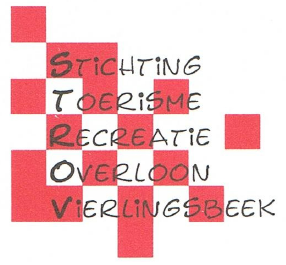 STICHTING
TOERISME
RECREATIE
OVERLOON
VIERLINGSBEEK